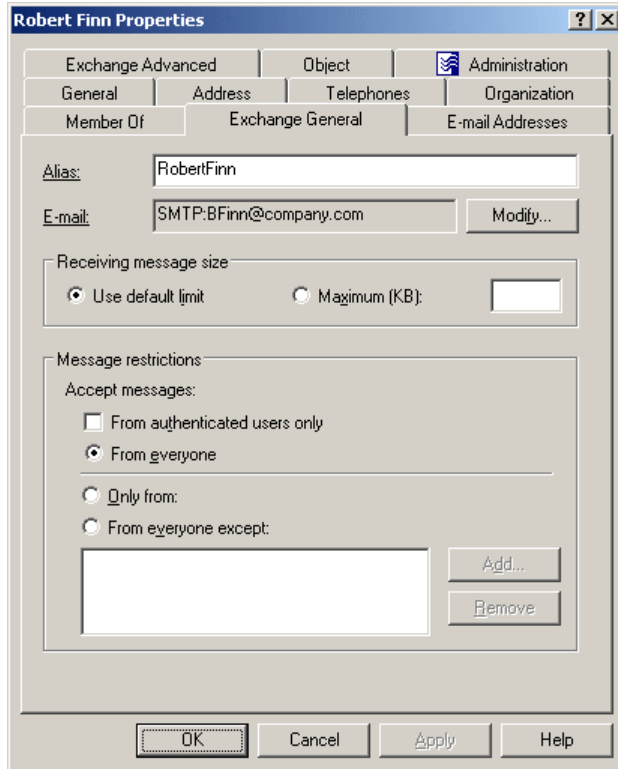 Robert Finn Properties
Exchange Advanced Object Administration
General Address Telephones Organization
Member Of Exchange General E-mail Addresses
Alias: RobertFinn
E-mail: SMTP:BFinn@company.com Modify...
Receiving message size
Use default limit Maximum (KB):
Message restrictions
Accept messages:
From authenticated users only
From everyone
Only from:
From everyone except:
Add...
Remove
OK Cancel Apply Help